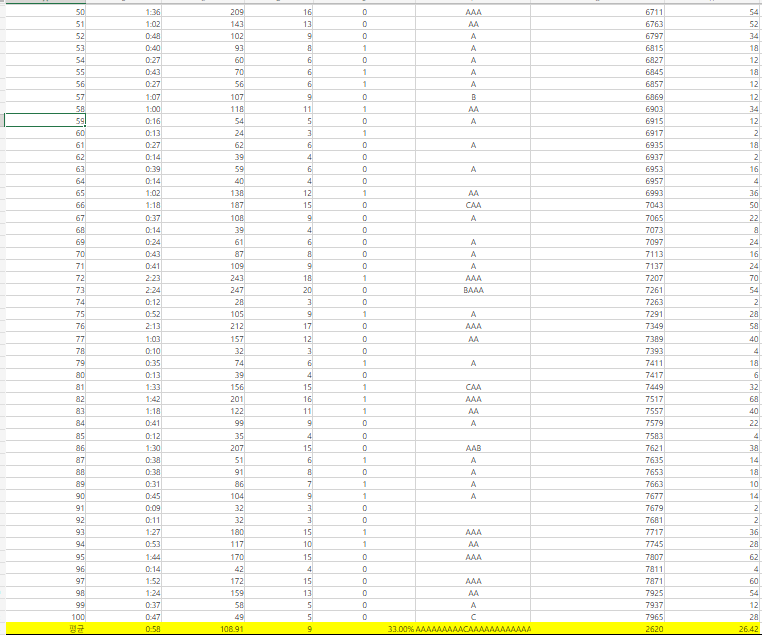 50 1:36 209 16 0 AAA 6711 54
51 1:02 143 13 0 AA 6763 52
52 0:48 102 9 0 A 6797 34
53 0:40 93 8 1 A 6815 18
54 0:27 60 6 0 A 6827 12
55 0:43 70 6 1 A 6845 18
56 0:27 56 6 1 A 6857 12
57 1:07 107 9 0 B 6869 12
58 1:00 118 11 1 AA 6903 34
59 0:16 54 5 0 A 6915 12
60 0:13 24 3 1 6917 2
61 0:27 62 6 0 A 6935 18
62 0:14 39 4 0 6937 2
63 0:39 59 6 0 A 6953 16
64 0:14 40 4 0 6957 4
65 1:02 138 12 1 AA 6993 36
66 1:18 187 15 0 CAA 7043 50
67 0:37 108 9 0 A 7065 22
68 0:14 39 4 0 7073 8
69 0:24 61 6 0 A 7097 24
70 0:43 87 8 0 A 7113 16
71 0:41 109 9 0 A 7137 24
72 2:23 243 18 1 AAA 7207 70
73 2:24 247 20 0 BAAA 7261 54
74 0:12 28 3 0 7263 2
75 0:52 105 9 1 A 7291 28
76 2:13 212 17 0 AAA 7349 58
77 1:03 157 12 0 AA 7389 40
78 0:10 32 3 0 7393 4
79 0:35 74 6 1 A 7411 18
80 0:13 39 4 0 7417 6
81 1:33 156 15 1 CAA 7449 32
82 1:42 201 16 1 AAA 7517 68
83 1:18 122 11 1 AA 7557 40
84 0:41 99 9 0 A 7579 22
85 0:12 35 4 0 7583 4
86 1:30 207 15 0 AAB 7621 38
87 0:38 51 6 1 A 7635 14
88 0:38 91 8 0 A 7653 18
89 0:31 86 7 1 A 7663 10
90 0:45 104 9 1 A 7677 14
91 0:09 32 3 0 7679 2
92 0:11 32 3 0 7681 2
93 1:27 180 15 1 AAA 7717 36
94 0:53 117 10 1 AA 7745 28
95 1:44 170 15 0 AAA 7807 62
96 0:14 42 4 0 7811 4
97 1:52 172 15 0 AAA 7871 60
98 1:24 159 13 0 AA 7925 54
99 0:37 58 5 0 A 7937 12
100 0:47 49 5 0 C 7965 28
평균 0:58 108.91 9 33.00% AAAAAAAAACAAAAAAAAAAAA 2620 26.42